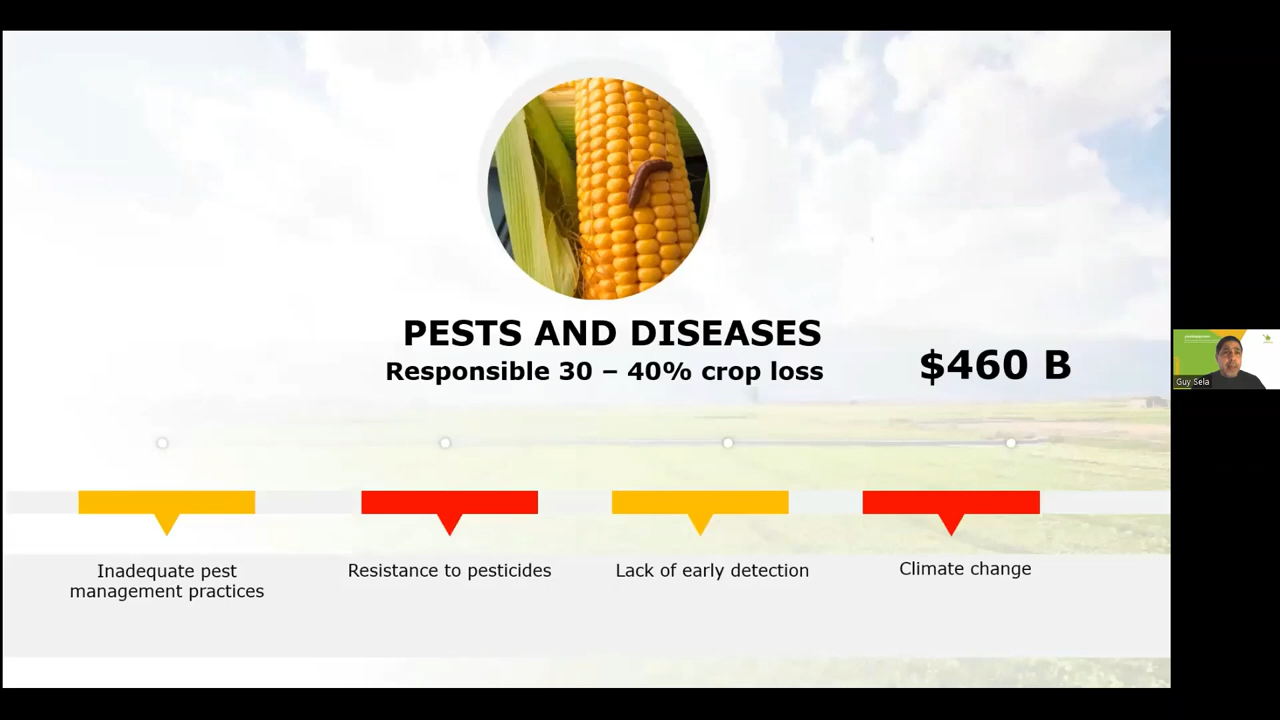 PESTS AND DISEASES
Responsible 30 – 40% crop loss
$460 B
Inadequate pest
management practices
Resistance to pesticides
Lack of early detection
Climate change
Guy Sela